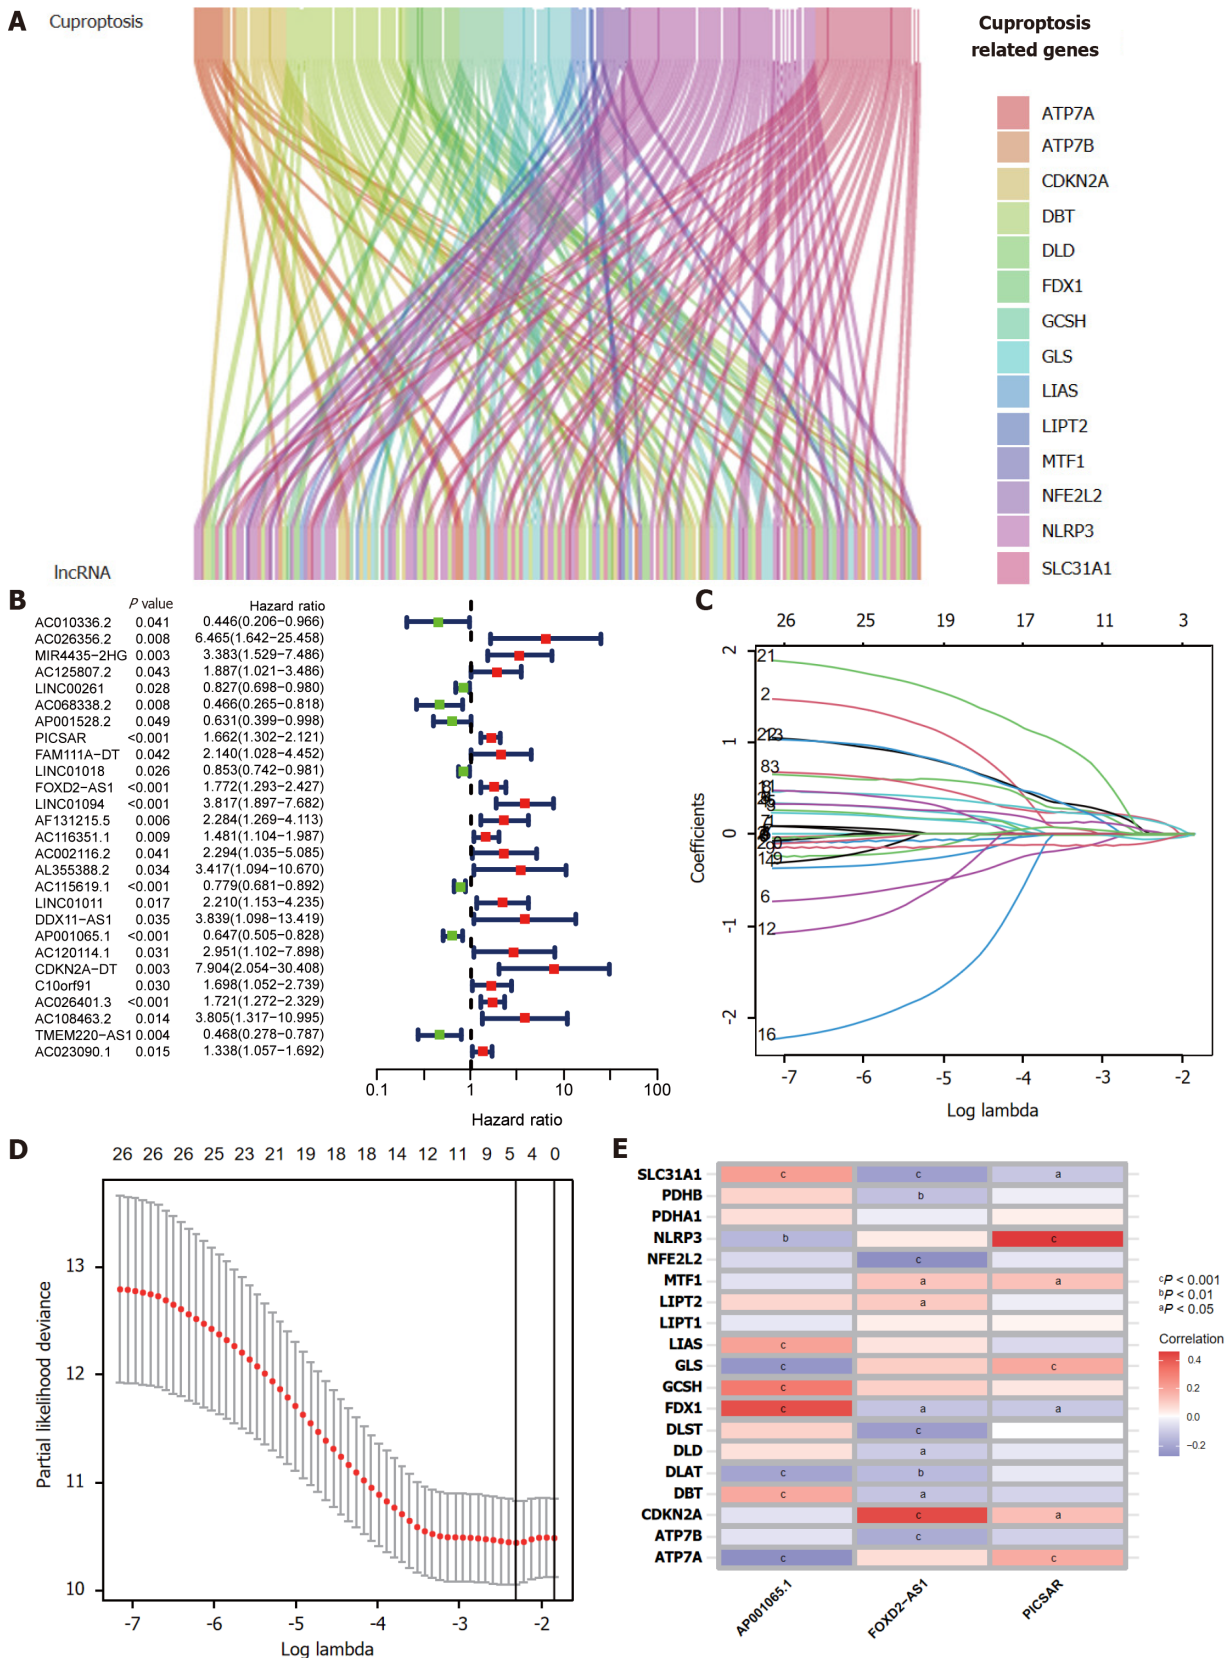 A
Cuproptosis
lncRNA
Cuproptosis
related genes
ATP7A
ATP7B
CDKN2A
DBT
DLD
FDX1
GCSH
GLS
LIAS
LIPT2
MTF1
NFE2L2
NLRP3
SLC31A1
B
P value Hazard ratio
AC010336.2 0.041 0.446(0.206−0.966)
AC026356.2 0.008 6.465(1.642−25.458)
MIR4435−2HG 0.003 3.383(1.529−7.486)
AC125807.2 0.043 1.887(1.021−3.486)
LINC00261 0.028 0.827(0.698−0.980)
AC068338.2 0.008 0.466(0.265−0.818)
AP001528.2 0.049 0.631(0.399−0.998)
PICSAR <0.001 1.662(1.302−2.121)
FAM111A−DT 0.042 2.140(1.028−4.452)
LINC01018 0.026 0.853(0.742−0.981)
FOXD2−AS1 <0.001 1.772(1.293−2.427)
LINC01094 <0.001 3.817(1.897−7.682)
AF131215.5 0.006 2.284(1.269−4.113)
AC116351.1 0.009 1.481(1.104−1.987)
AC002116.2 0.041 2.294(1.035−5.085)
AL355388.2 0.034 3.417(1.094−10.670)
AC115619.1 <0.001 0.779(0.681−0.892)
LINC01011 0.017 2.210(1.153−4.235)
DDX11−AS1 0.035 3.839(1.098−13.419)
AP001065.1 <0.001 0.647(0.505−0.828)
AC120114.1 0.031 2.951(1.102−7.898)
CDKN2A−DT 0.003 7.904(2.054−30.408)
C10orf91 0.030 1.698(1.052−2.739)
AC026401.3 <0.001 1.721(1.272−2.329)
AC108463.2 0.014 3.805(1.317−10.995)
TMEM220−AS1 0.004 0.468(0.278−0.787)
AC023090.1 0.015 1.338(1.057−1.692)
0.1 1 10 100
Hazard ratio
C
26 25 19 17 11 3
2
1
0
-1
-2
Coefficients
21
2
6
12
16
-7 -6 -5 -4 -3 -2
Log lambda
D
26 26 26 25 23 21 19 18 18 14 12 11 9 5 4 0
13
12
11
10
Partial likelihood deviance
-7 -6 -5 -4 -3 -2
Log lambda
E
SLC31A1 c c a
PDHB b
PDHA1
NLRP3 b c
NFE2L2 c
MTF1 a a
LIPT2 a
LIPT1
LIAS c
GLS c c
GCSH c
FDX1 c a a
DLST c
DLD a
DLAT c b
DBT c a
CDKN2A c a
ATP7B c
ATP7A c c
AP001065.1
FOXD2−AS1
PICSAR
cP < 0.001
bP < 0.01
aP < 0.05
Correlation
0.4
0.2
0.0
−0.2